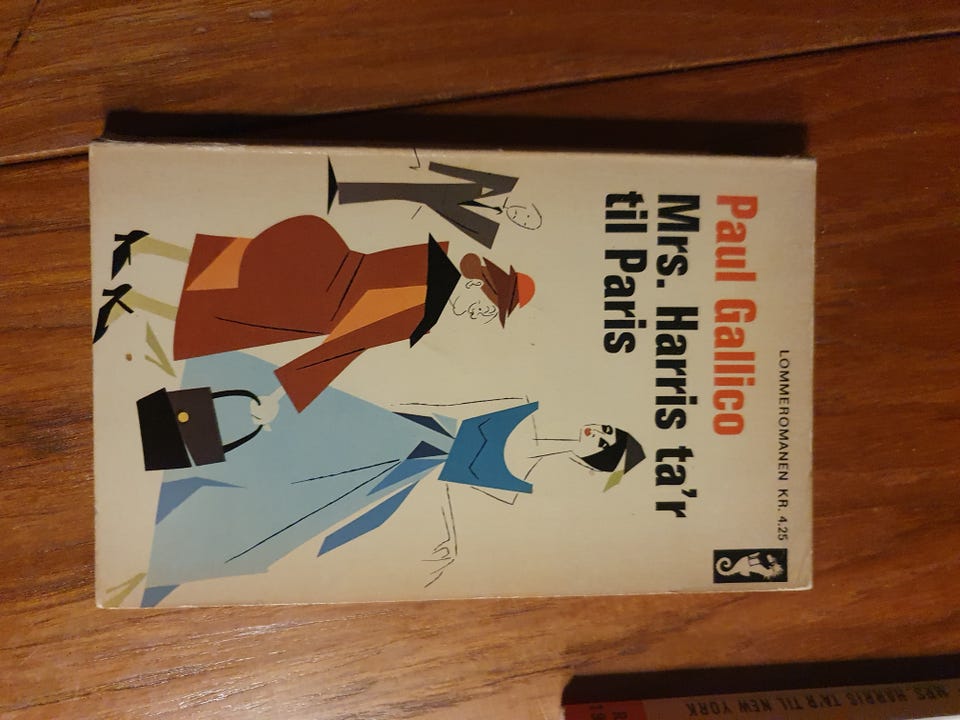 LOMMEROMANEN KR. 4.25
Paul Gallico
Mrs. Harris ta'r
til Paris
MRS HARRIS TA'R TIL NEW YORK